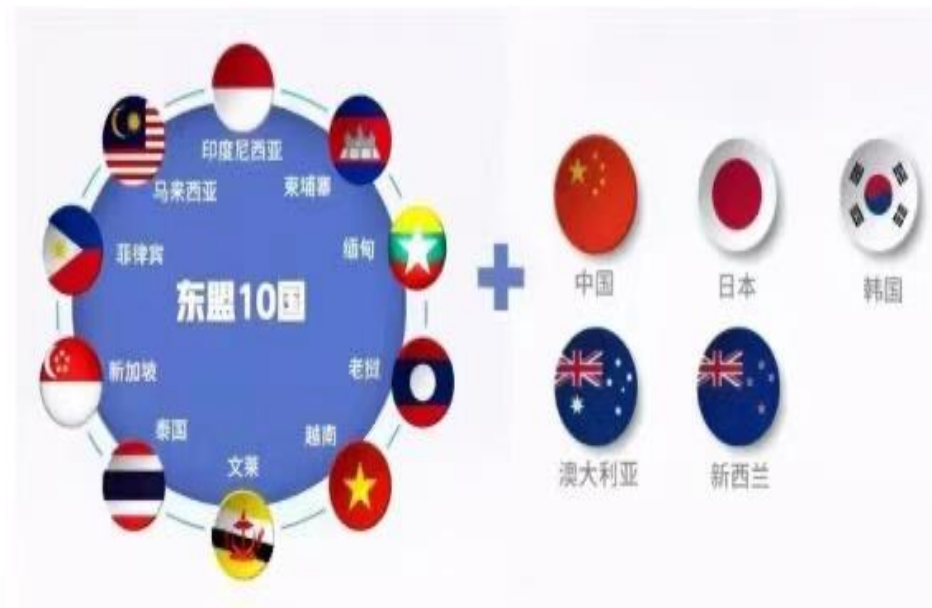 印度尼西亚
马来西亚
柬埔寨
菲律宾
缅甸
东盟10国
新加坡
老挝
泰国
越南
文莱
中国
日本
韩国
澳大利亚
新西兰